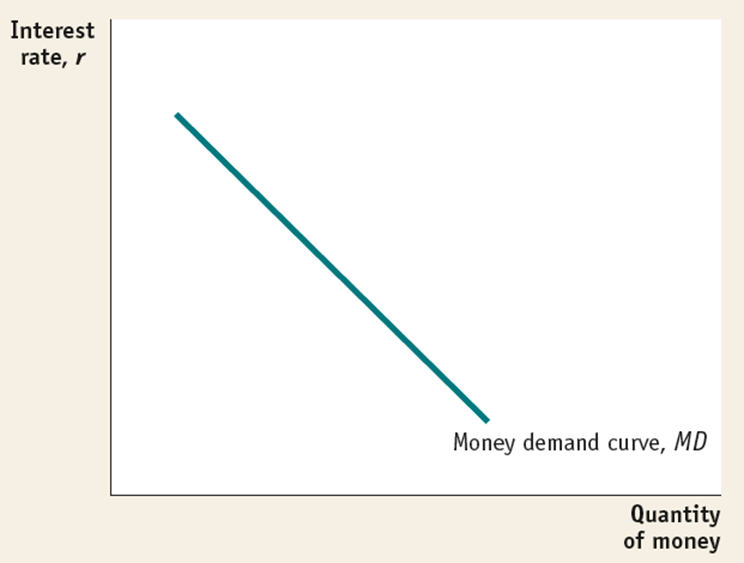 Interest
rate, r
Money demand curve, MD
Quantity
of money